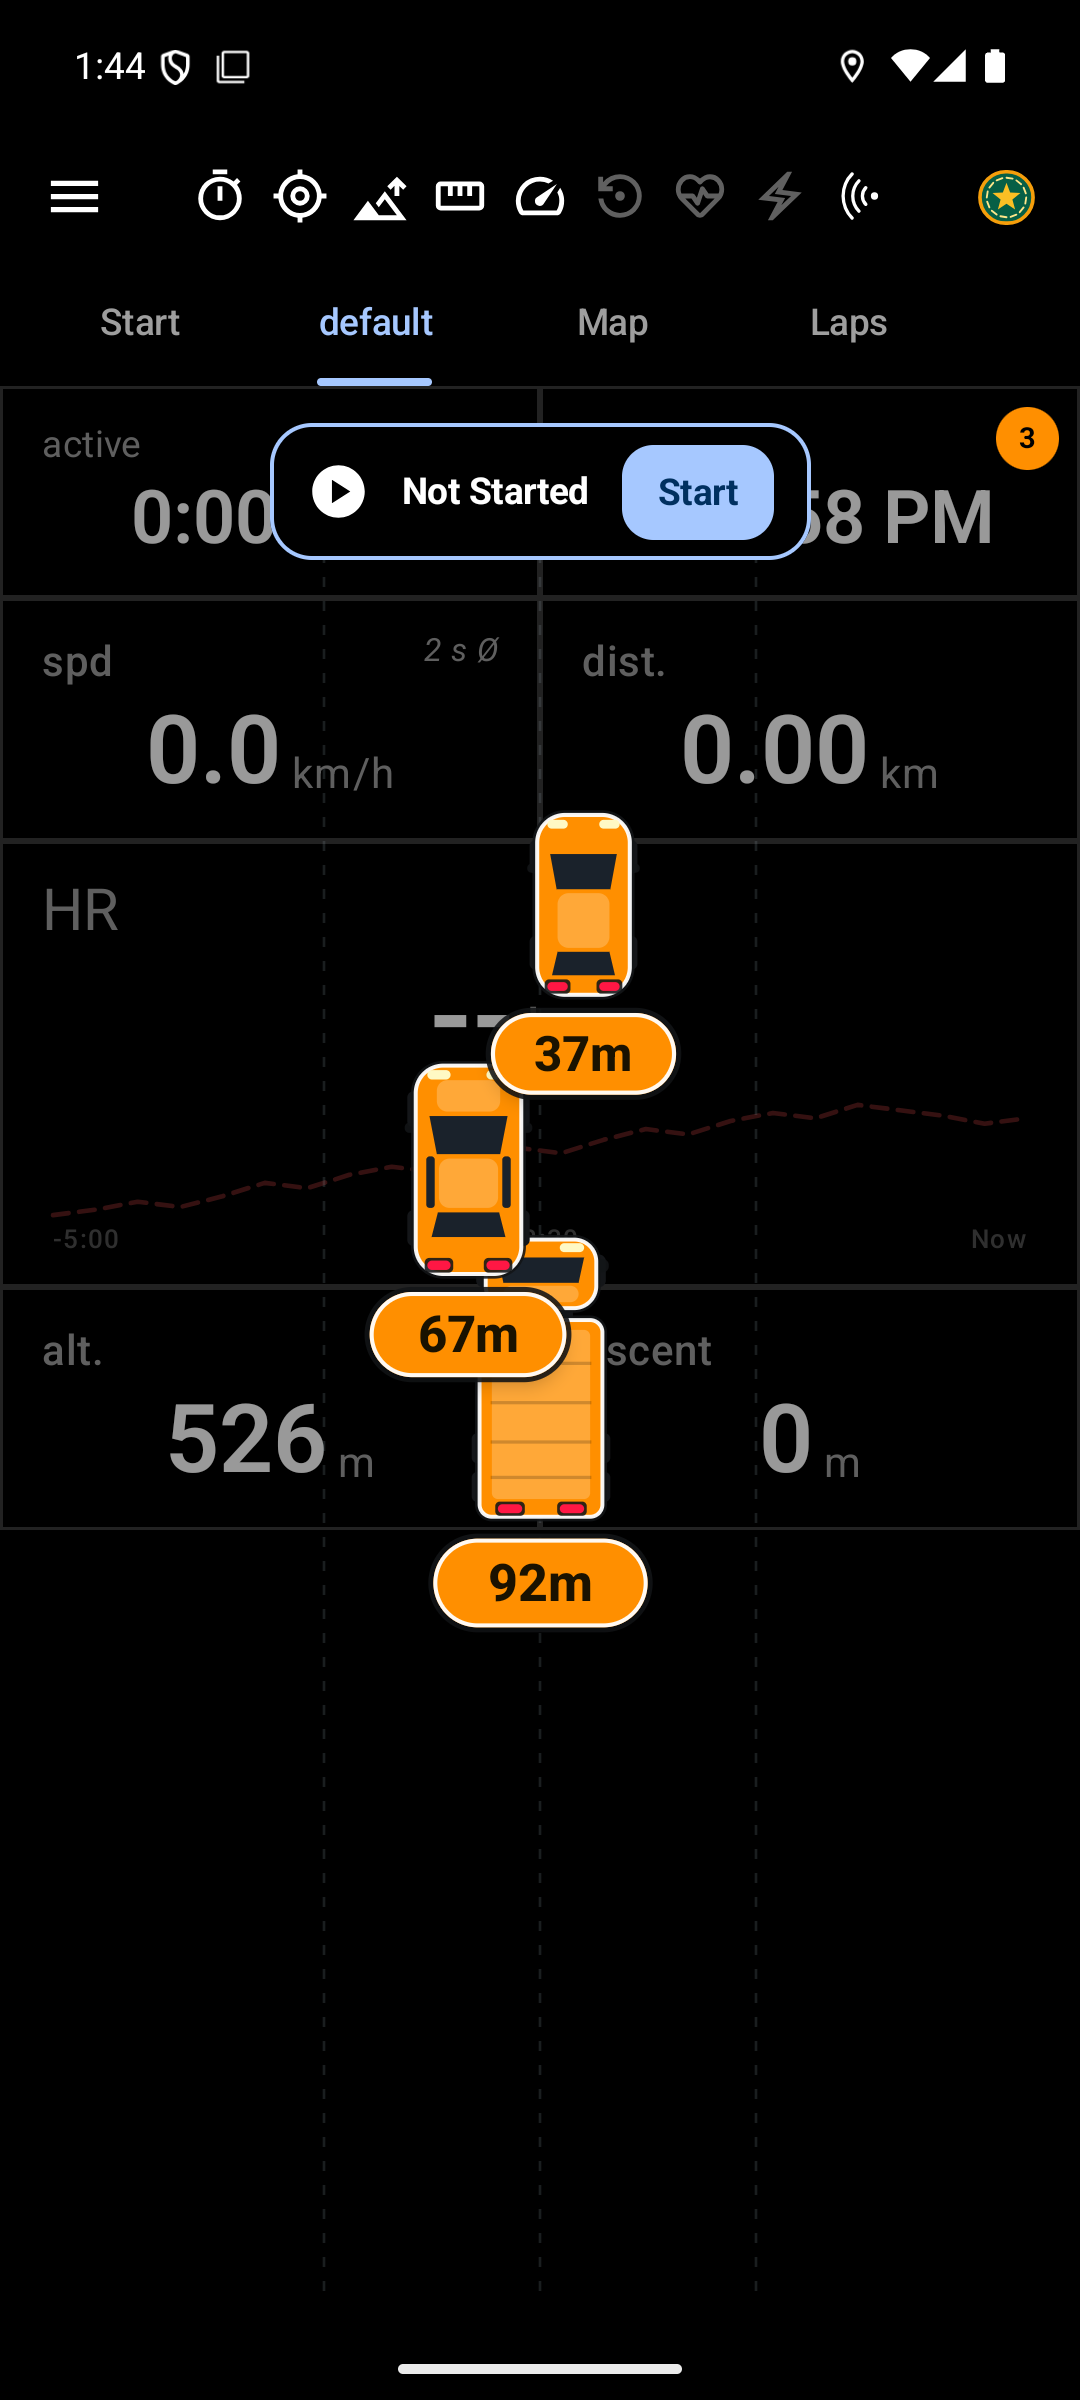 1:44
Start default Map Laps
active
3
Not Started
Start
0:00
58 PM
spd
2 s Ø
dist.
0.0 km/h
0.00 km
HR
--
37m
-5:00
Now
67m
alt.
scent
526 m
0 m
92m